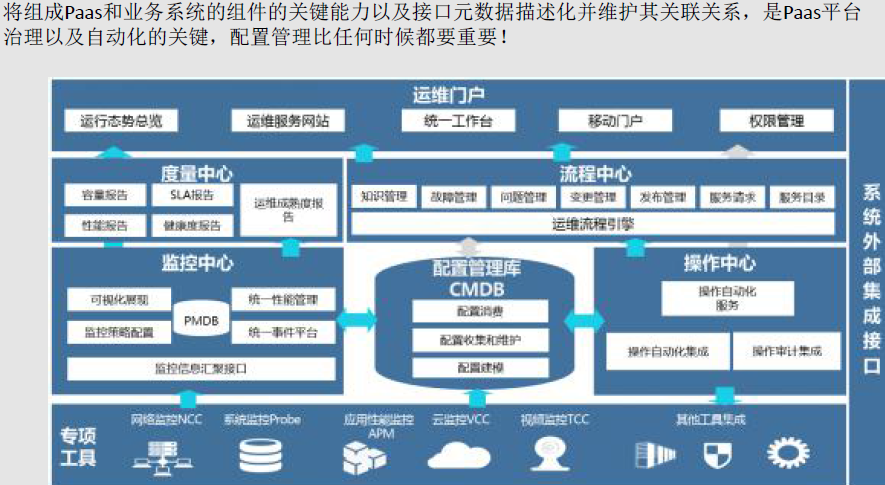 将组成Paas和业务系统的组件的关键能力以及接口元数据描述化并维护其关联关系，是Paas平台
治理以及自动化的关键，配置管理比任何时候都要重要！
运维门户
运行态势总览
运维服务网站
统一工作台
移动门户
权限管理
度量中心
容量报告
SLA报告
运维成熟度报
告
性能报告
健康度报告
流程中心
知识管理
故障管理
问题管理
变更管理
发布管理
服务请求
服务目录
运维流程引擎
监控中心
可视化展现
PMDB
统一性能管理
监控策略配置
统一事件平台
监控信息汇聚接口
配置管理库
CMDB
配置消费
配置收集和维护
配置建模
操作中心
操作自动化
服务
操作自动化集成
操作审计集成
专项
工具
网络监控NCC
系统监控Probe
应用性能监控
APM
云监控VCC
视频监控TCC
其他工具集成
系统外部集成接口